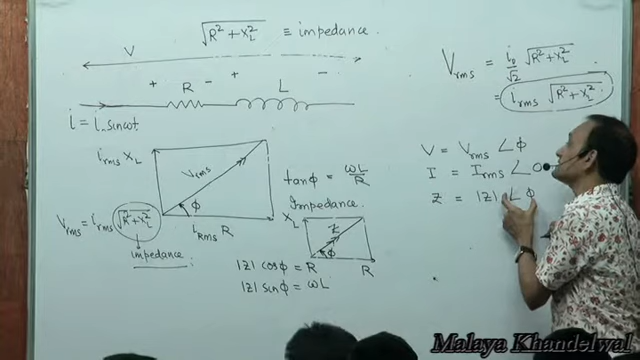 √R² + X_L² ≡ impedance.
V
+ R − + L −
i = i₀ sinωt
i_rms X_L
V_rms
φ
i_Rms R
V_rms = i_rms √R² + X_L²
impedance
tanφ = ωL/R
Impedance.
X_L
Z
φ
R
|Z| cosφ = R
|Z| sinφ = ωL
V_rms = i₀/√2 √R² + X_L²
= i_rms √R² + X_L²
V = V_rms ∠φ
I = I_rms ∠0
Z = |Z| ∠φ
Malaya Khandelwal